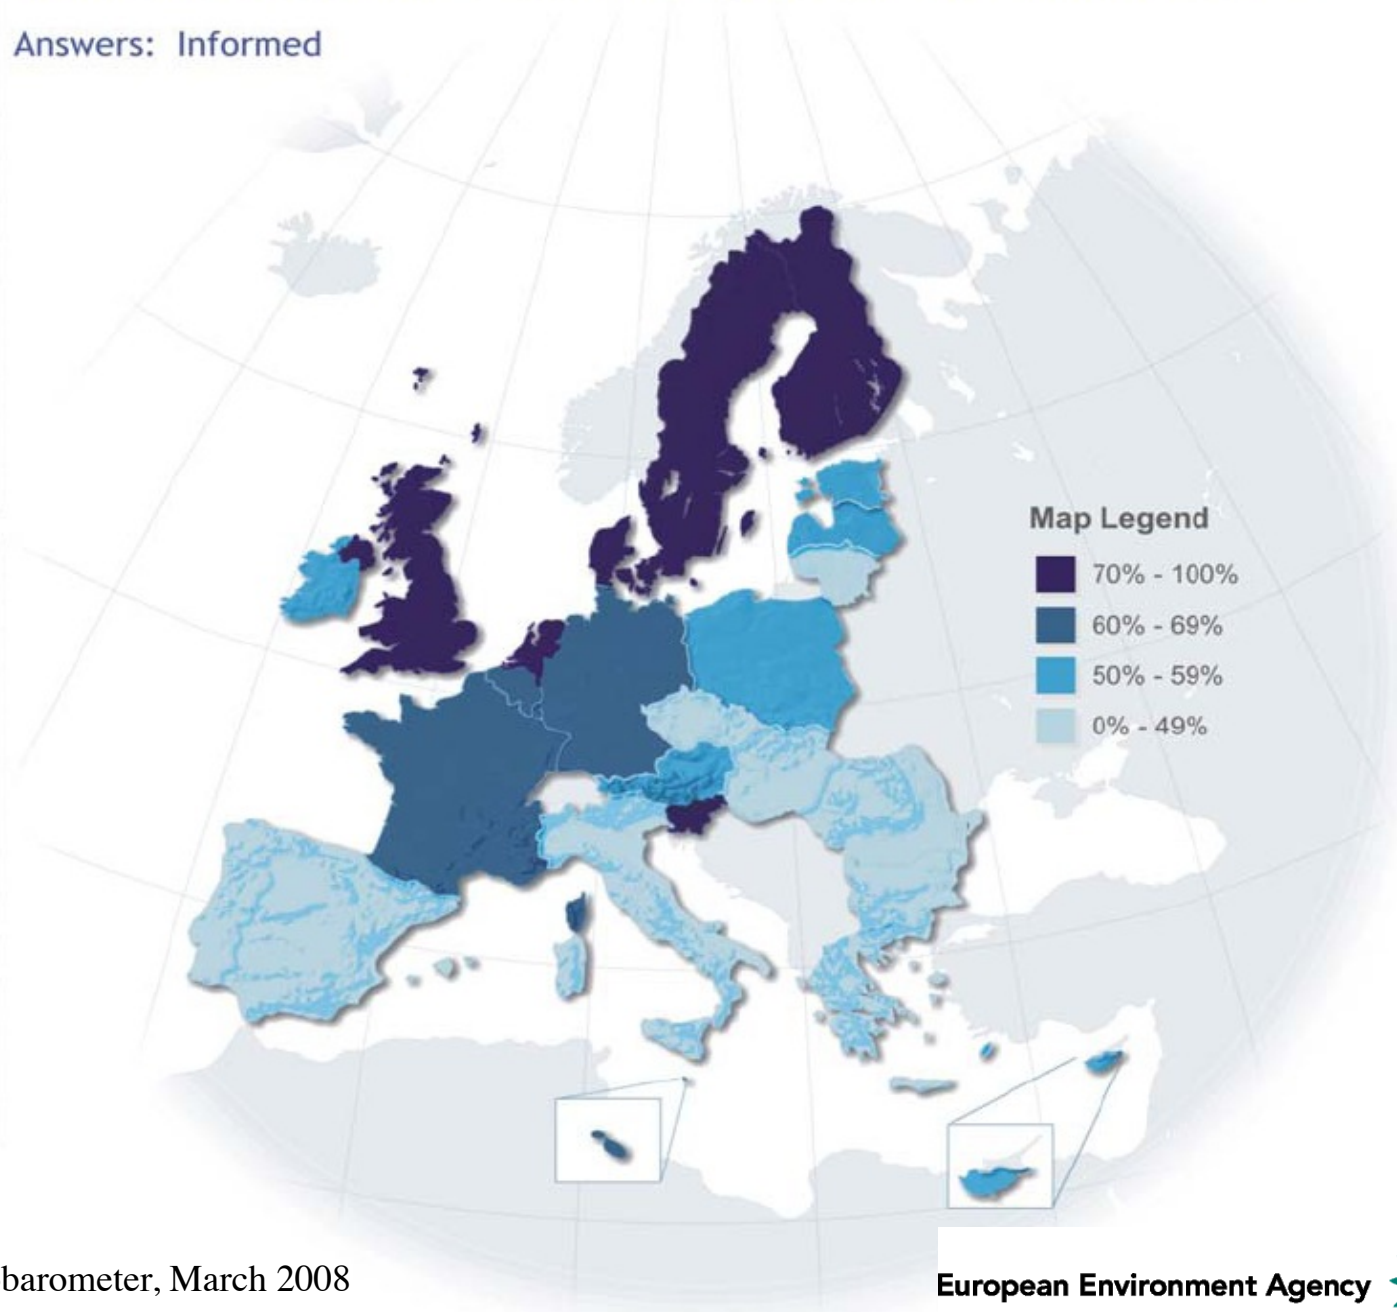 Answers: Informed
Map Legend
70% - 100%
60% - 69%
50% - 59%
0% - 49%
barometer, March 2008
European Environment Agency